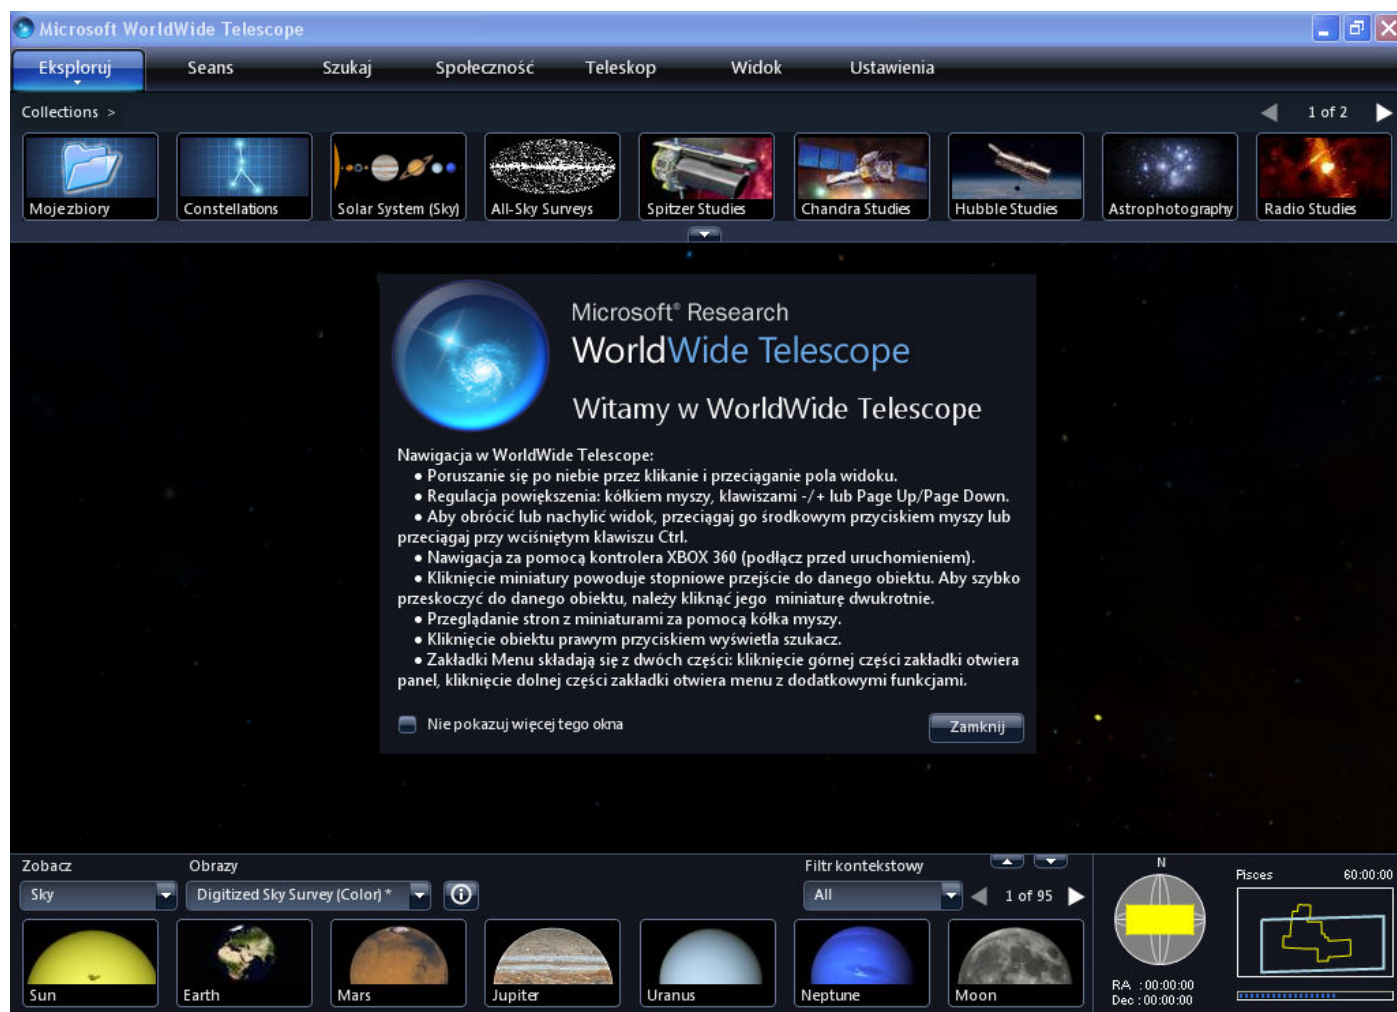 Microsoft WorldWide Telescope
Eksploruj Seans Szukaj Społeczność Teleskop Widok Ustawienia
Collections > 1 of 2
Moje zbiory Constellations Solar System (Sky) All-Sky Surveys Spitzer Studies Chandra Studies Hubble Studies Astrophotography Radio Studies
Microsoft® Research
WorldWide Telescope
Witamy w WorldWide Telescope
Nawigacja w WorldWide Telescope:
● Poruszanie się po niebie przez klikanie i przeciąganie pola widoku.
● Regulacja powiększenia: kółkiem myszy, klawiszami -/+ lub Page Up/Page Down.
● Aby obrócić lub nachylić widok, przeciągaj go środkowym przyciskiem myszy lub
przeciągaj przy wciśniętym klawiszu Ctrl.
● Nawigacja za pomocą kontrolera XBOX 360 (podłącz przed uruchomieniem).
● Kliknięcie miniatury powoduje stopniowe przejście do danego obiektu. Aby szybko
przeskoczyć do danego obiektu, należy kliknąć jego miniaturę dwukrotnie.
● Przeglądanie stron z miniaturami za pomocą kółka myszy.
● Kliknięcie obiektu prawym przyciskiem wyświetla szukacz.
● Zakładki Menu składają się z dwóch części: kliknięcie górnej części zakładki otwiera
panel, kliknięcie dolnej części zakładki otwiera menu z dodatkowymi funkcjami.
Nie pokazuj więcej tego okna Zamknij
Zobacz Obrazy Filtr kontekstowy N
Pisces 60:00:00
Sky Digitized Sky Survey (Color) * All 1 of 95
Sun Earth Mars Jupiter Uranus Neptune Moon
RA : 00:00:00
Dec : 00:00:00